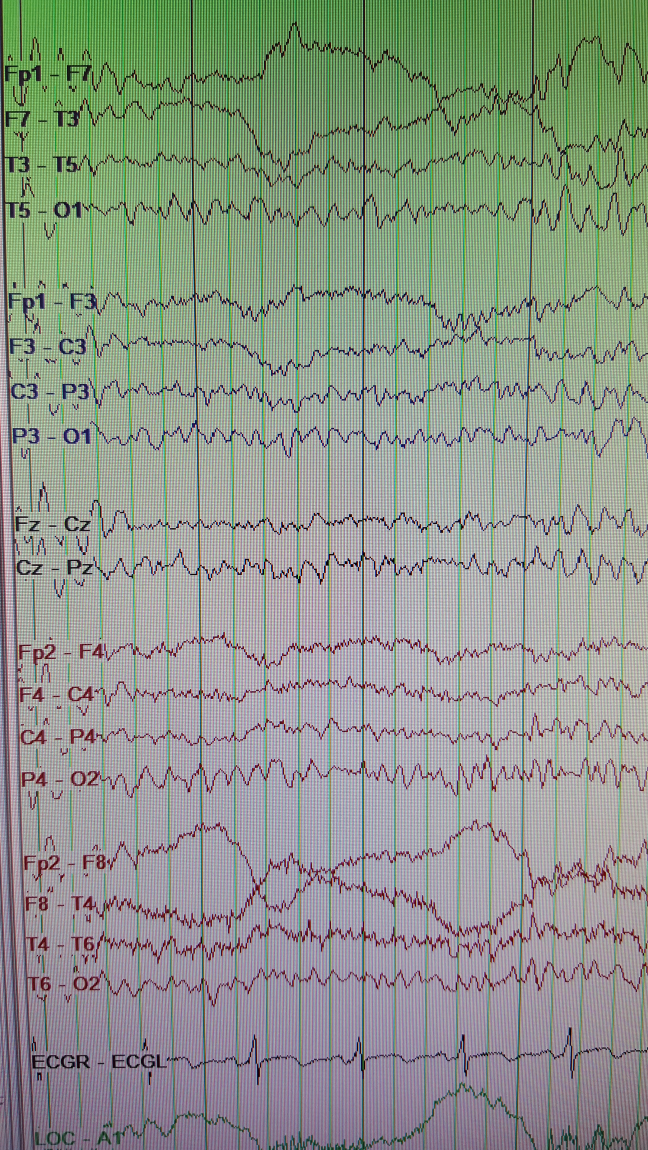 Fp1 - F7
F7 - T3
T3 - T5
T5 - O1
Fp1 - F3
F3 - C3
C3 - P3
P3 - O1
Fz - Cz
Cz - Pz
Fp2 - F4
F4 - C4
C4 - P4
P4 - O2
Fp2 - F8
F8 - T4
T4 - T6
T6 - O2
ECGR - ECGL
LOC - A1